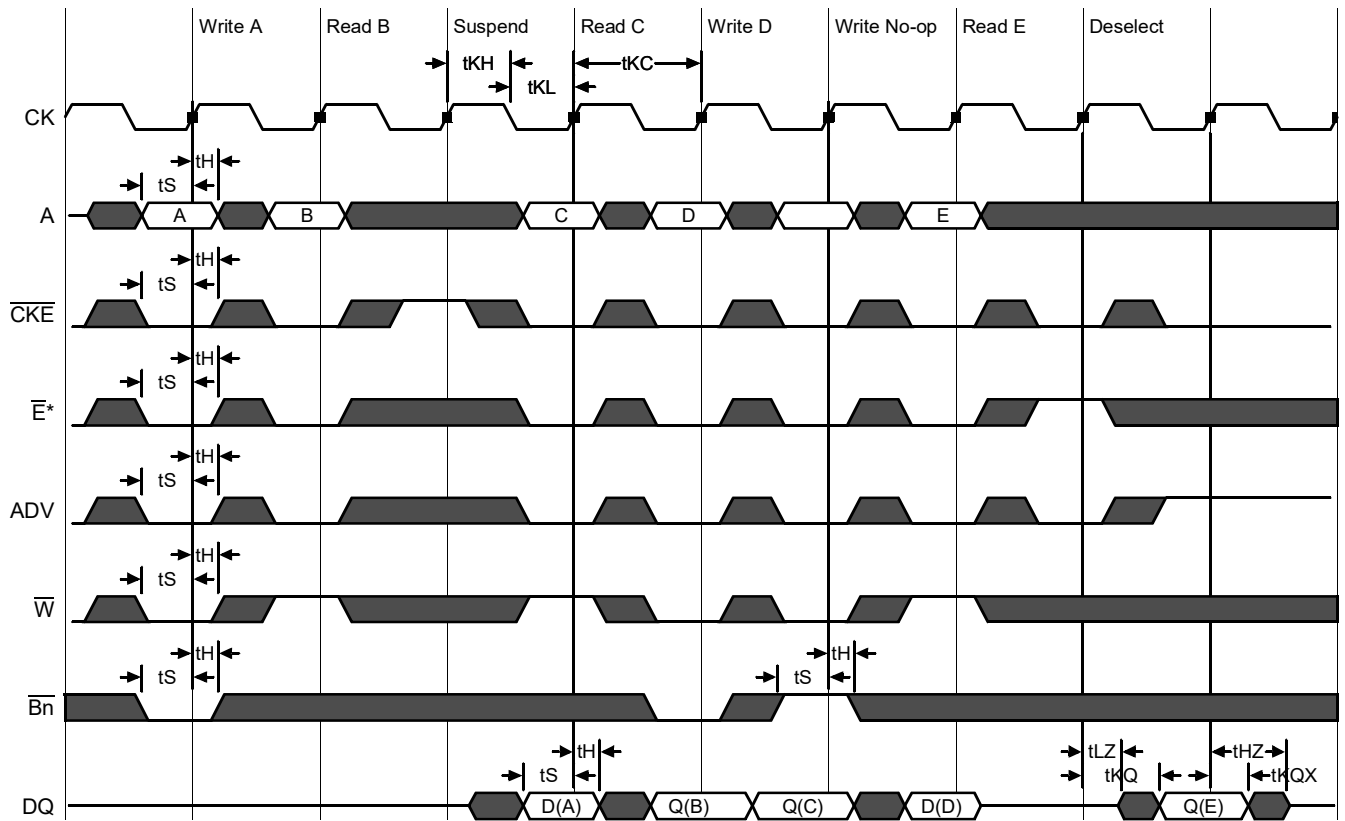 Write A Read B Suspend Read C Write D Write No-op Read E Deselect
tKH tKC
tKL
CK
tH
tS
A A B C D E
tH
tS
CKE
tH
tS
E*
tH
tS
ADV
tH
tS
W
tH tH
tS tS
Bn
tH tLZ tHZ
tS tKQ tKQX
DQ D(A) Q(B) Q(C) D(D) Q(E)